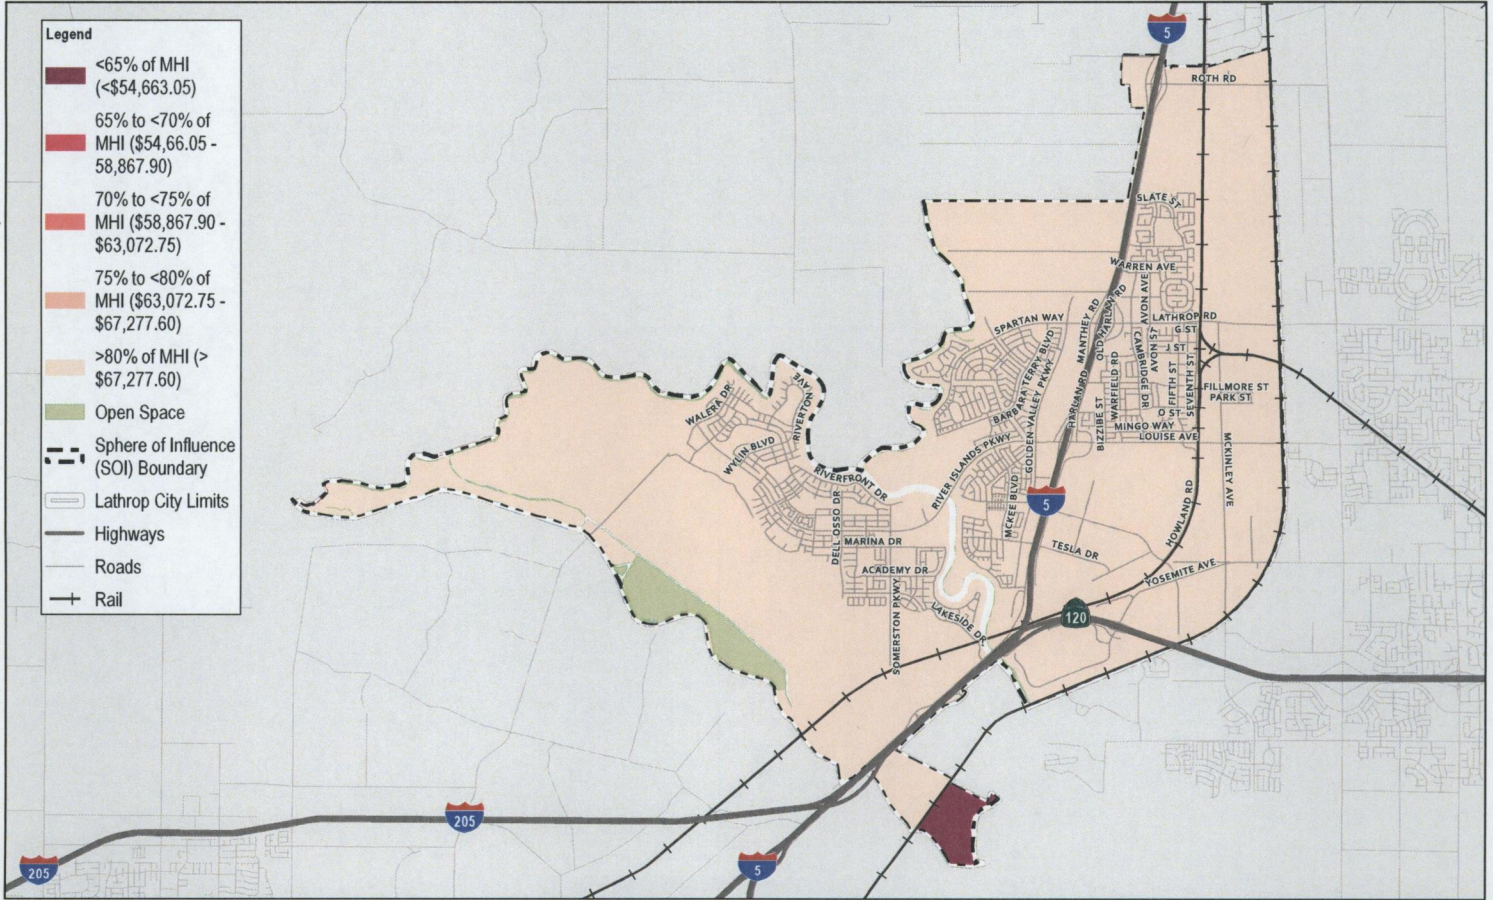 Legend
<65% of MHI
(<$54,663.05)
65% to <70% of
MHI ($54,66.05 -
58,867.90)
70% to <75% of
MHI ($58,867.90 -
$63,072.75)
75% to <80% of
MHI ($63,072.75 -
$67,277.60)
>80% of MHI (>
$67,277.60)
Open Space
Sphere of Influence
(SOI) Boundary
Lathrop City Limits
Highways
Roads
Rail
5
ROTH RD
SLATE ST
WARREN AVE
AVON AVE
OLD HARLAN RD
MANTHEY RD
LATHROP RD
G ST
SPARTAN WAY
J ST
AVON ST
CAMBRIDGE DR
BARBARA TERRY BLVD
GOLDEN VALLEY PKWY
HARLAN RD
WARFIELD RD
BIZZIBE ST
FIFTH ST
SEVENTH ST
FILLMORE ST
PARK ST
O ST
MINGO WAY
LOUISE AVE
MCKINLEY AVE
WALERA DR
RIVERTON AVE
WYLIN BLVD
RIVERFRONT DR
RIVER ISLANDS PKWY
MCKEE BLVD
5
HOWLAND RD
DELL OSSO DR
MARINA DR
TESLA DR
ACADEMY DR
YOSEMITE AVE
SOMERSTON PKWY
LAKESIDE DR
120
205
205
5